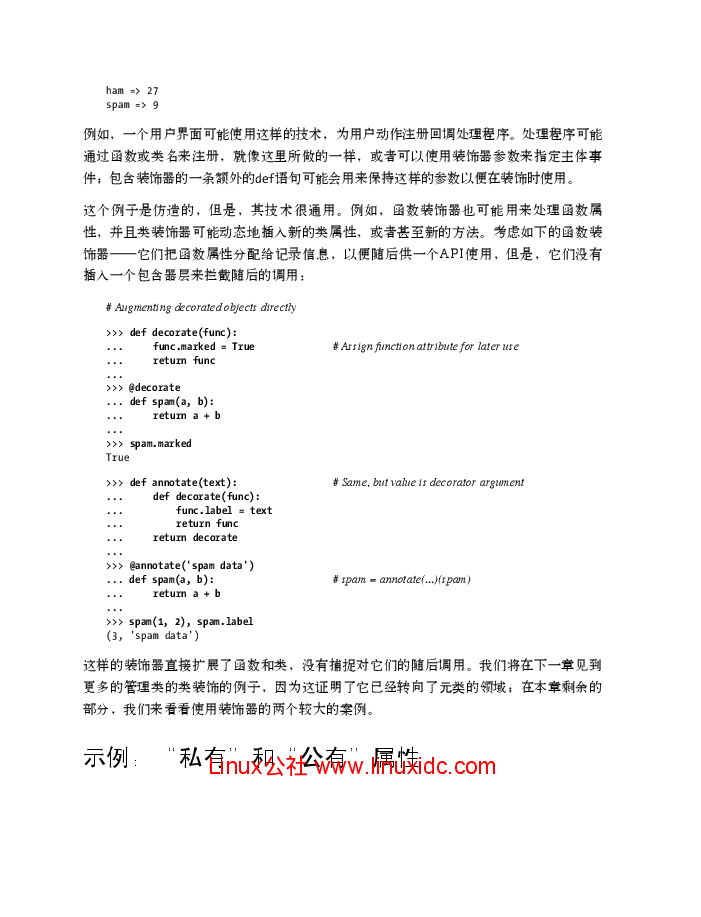 ham => 27
spam => 9
例如，一个用户界面可能使用这样的技术，为用户动作注册回调处理程序。处理程序可能
通过函数或类名来注册，就像这里所做的一样，或者可以使用装饰器参数来指定主体事
件；包含装饰器的一条额外的def语句可能会用来保持这样的参数以便在装饰时使用。
这个例子是仿造的，但是，其技术很通用。例如，函数装饰器也可能用来处理函数属
性，并且类装饰器可能动态地插入新的类属性，或者甚至新的方法。考虑如下的函数装
饰器——它们把函数属性分配给记录信息，以便随后供一个API使用，但是，它们没有
插入一个包含器层来拦截随后的调用：
# Augmenting decorated objects directly
>>> def decorate(func):
...     func.marked = True     # Assign function attribute for later use
...     return func
...
>>> @decorate
... def spam(a, b):
...     return a + b
...
>>> spam.marked
True
>>> def annotate(text):     # Same, but value is decorator argument
...     def decorate(func):
...         func.label = text
...         return func
...     return decorate
...
>>> @annotate('spam data')
... def spam(a, b):     # spam = annotate(...)(spam)
...     return a + b
...
>>> spam(1, 2), spam.label
(3, 'spam data')
这样的装饰器直接扩展了函数和类，没有捕捉对它们的随后调用。我们将在下一章见到
更多的管理类的类装饰的例子，因为这证明了它已经转向了元类的领域；在本章剩余的
部分，我们来看看使用装饰器的两个较大的案例。
示例：“私有”和“公有”属性
Linux公社 www.linuxidc.com